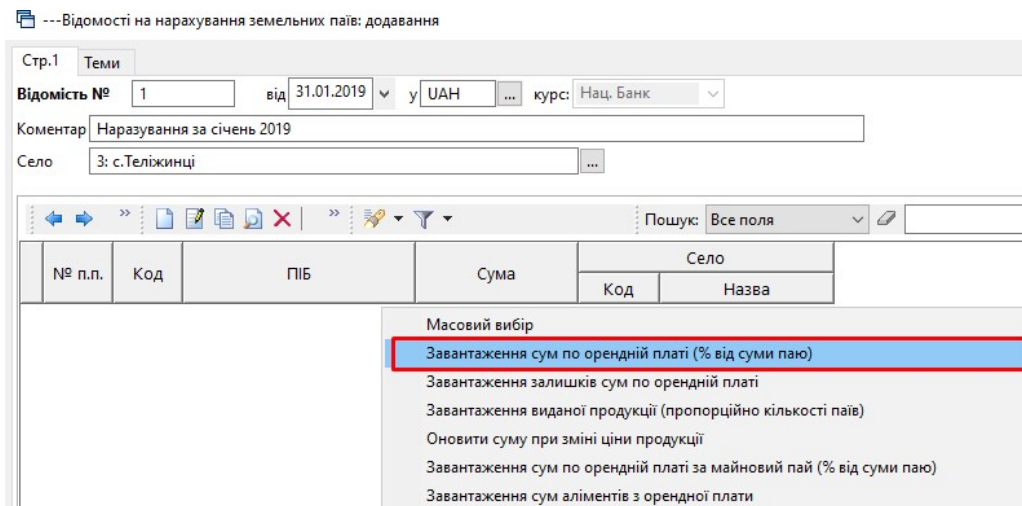 ---Відомості на нарахування земельних паїв: додавання
Стр.1 Теми
Відомість № 1 від 31.01.2019 у UAH ... курс: Нац. Банк
Коментар Наразування за січень 2019
Село 3: с.Теліжинці ...
Пошук: Все поля
Село
№ п.п. Код ПІБ Сума
Код Назва
Масовий вибір
Завантаження сум по орендній платі (% від суми паю)
Завантаження залишків сум по орендній платі
Завантаження виданої продукції (пропорційно кількості паїв)
Оновити суму при зміні ціни продукції
Завантаження сум по орендній платі за майновий пай (% від суми паю)
Завантаження сум аліментів з орендної плати